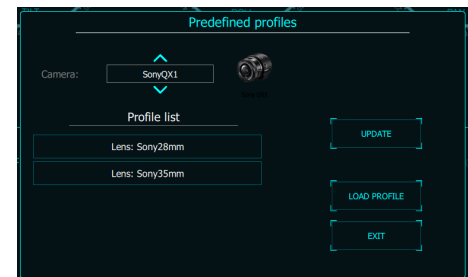 Predefined profiles
Camera:
SonyQX1
Profile list
Lens: Sony28mm
Lens: Sony35mm
UPDATE
LOAD PROFILE
EXIT